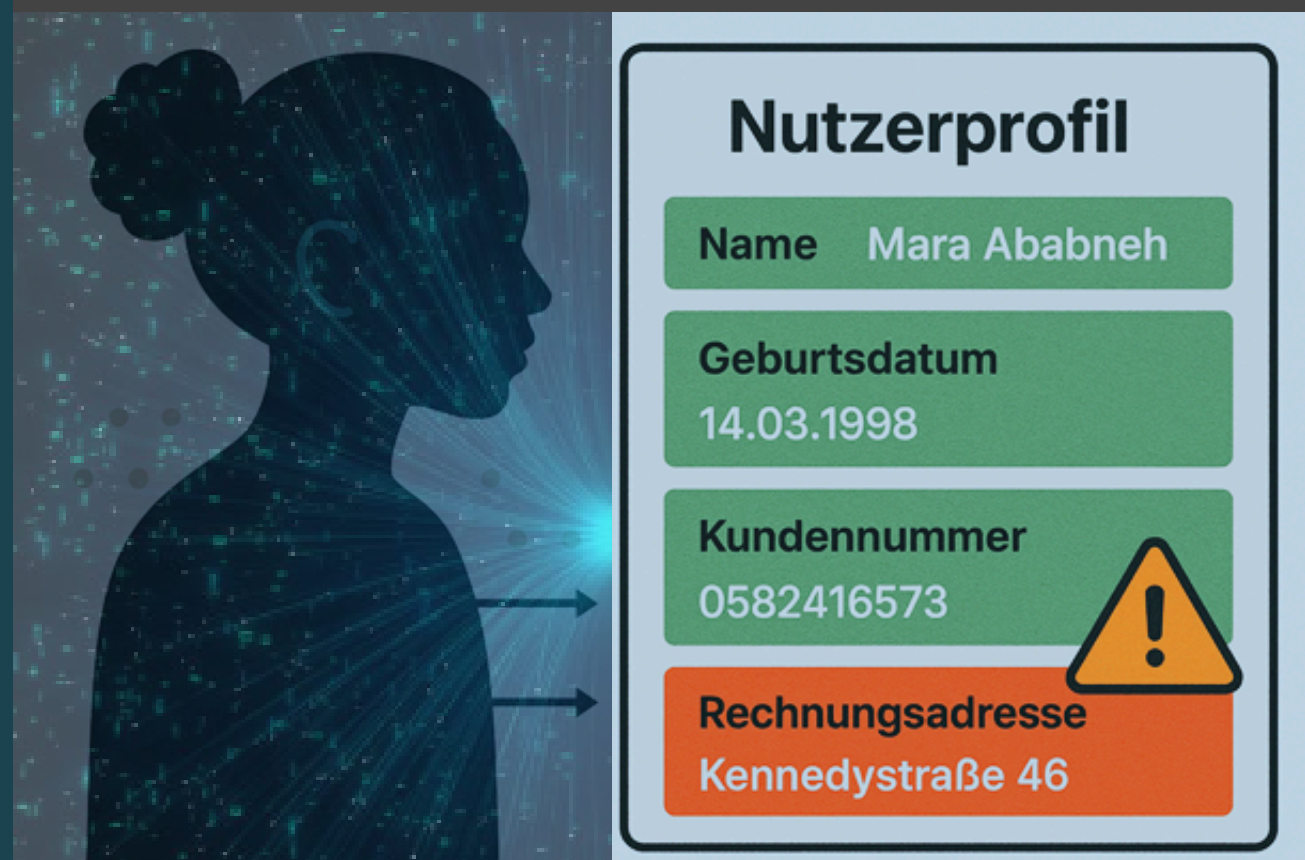 Nutzerprofil
Name Mara Ababneh
Geburtsdatum
14.03.1998
Kundennummer
0582416573
Rechnungsadresse
Kennedystraße 46